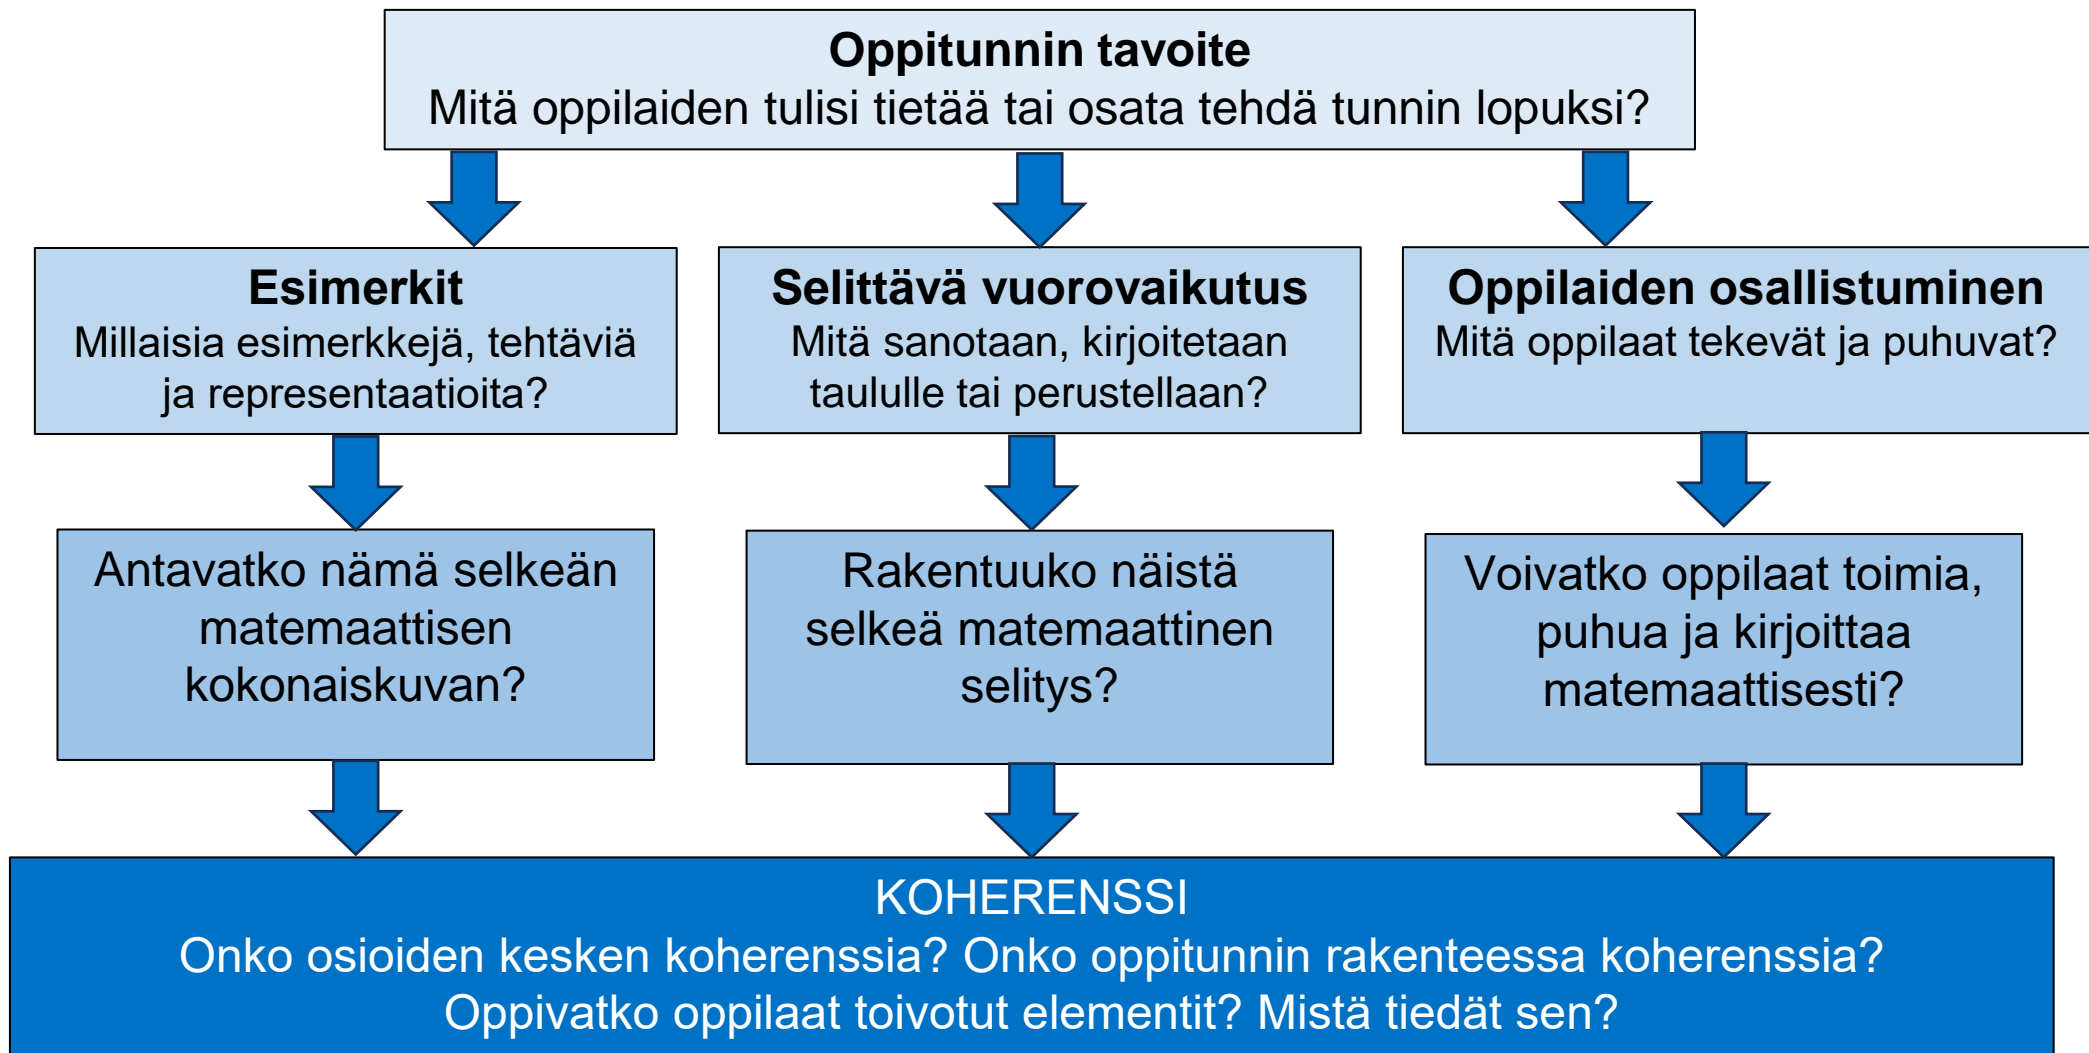 Oppitunnin tavoite
Mitä oppilaiden tulisi tietää tai osata tehdä tunnin lopuksi?
Esimerkit
Millaisia esimerkkejä, tehtäviä
ja representaatioita?
Selittävä vuorovaikutus
Mitä sanotaan, kirjoitetaan
taululle tai perustellaan?
Oppilaiden osallistuminen
Mitä oppilaat tekevät ja puhuvat?
Antavatko nämä selkeän
matemaattisen
kokonaiskuvan?
Rakentuuko näistä
selkeä matemaattinen
selitys?
Voivatko oppilaat toimia,
puhua ja kirjoittaa
matemaattisesti?
KOHERENSSI
Onko osioiden kesken koherenssia? Onko oppitunnin rakenteessa koherenssia?
Oppivatko oppilaat toivotut elementit? Mistä tiedät sen?